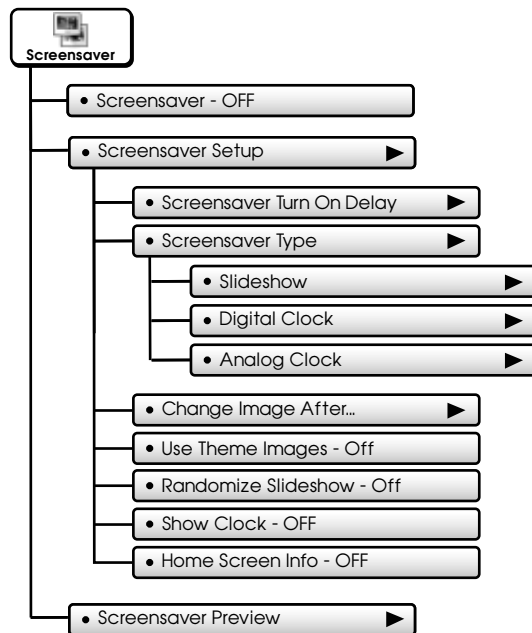 Screensaver
• Screensaver - OFF
• Screensaver Setup
• Screensaver Turn On Delay
• Screensaver Type
• Slideshow
• Digital Clock
• Analog Clock
• Change Image After...
• Use Theme Images - Off
• Randomize Slideshow - Off
• Show Clock - OFF
• Home Screen Info - OFF
• Screensaver Preview